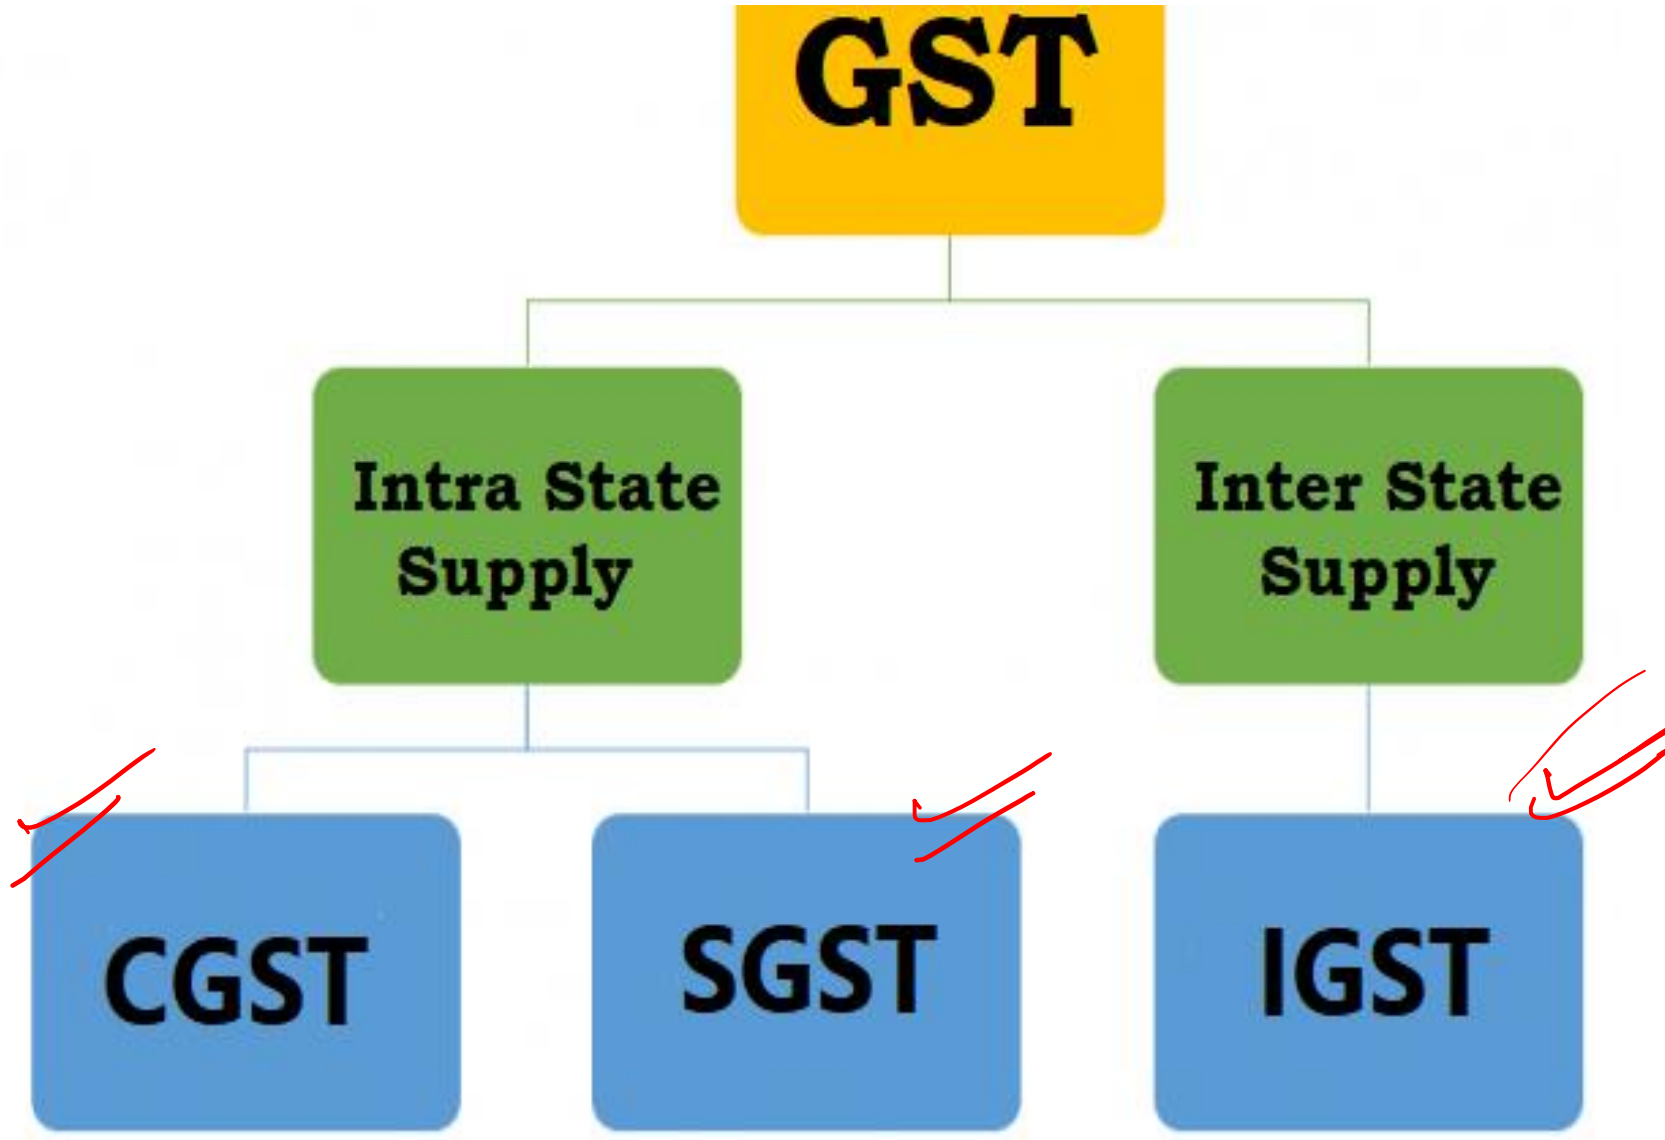 GST
Intra State
Supply
Inter State
Supply
CGST
SGST
IGST